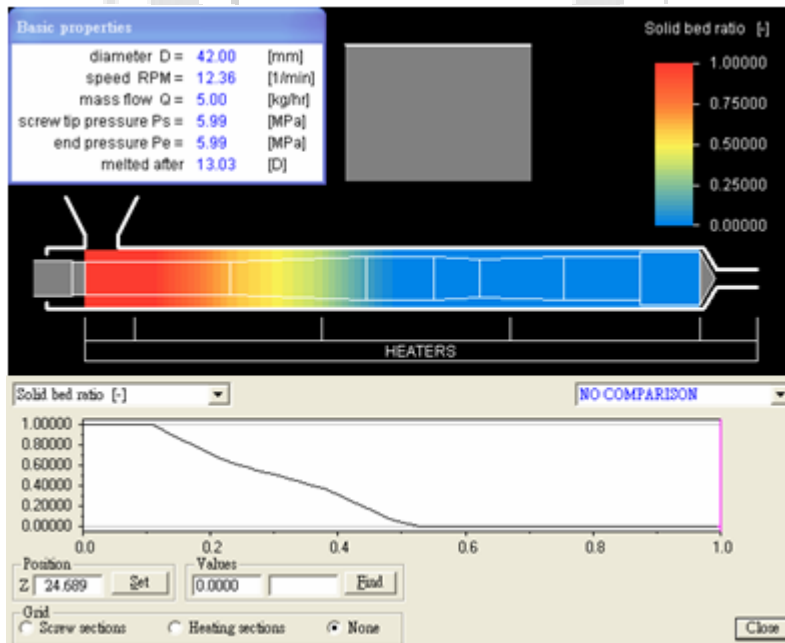 Basic properties
diameter D = 42.00 [mm]
speed RPM = 12.36 [1/min]
mass flow Q = 5.00 [kg/hr]
screw tip pressure Ps = 5.99 [MPa]
end pressure Pe = 5.99 [MPa]
melted after 13.03 [D]
Solid bed ratio [-]
1.00000
0.75000
0.50000
0.25000
0.00000
HEATERS
Solid bed ratio [-]
NO COMPARISON
1.00000
0.80000
0.60000
0.40000
0.20000
0.00000
0.0 0.2 0.4 0.6 0.8 1.0
Position
Z 24.689 Set
Values
0.0000 Find
Grid
Screw sections Heating sections None
Close